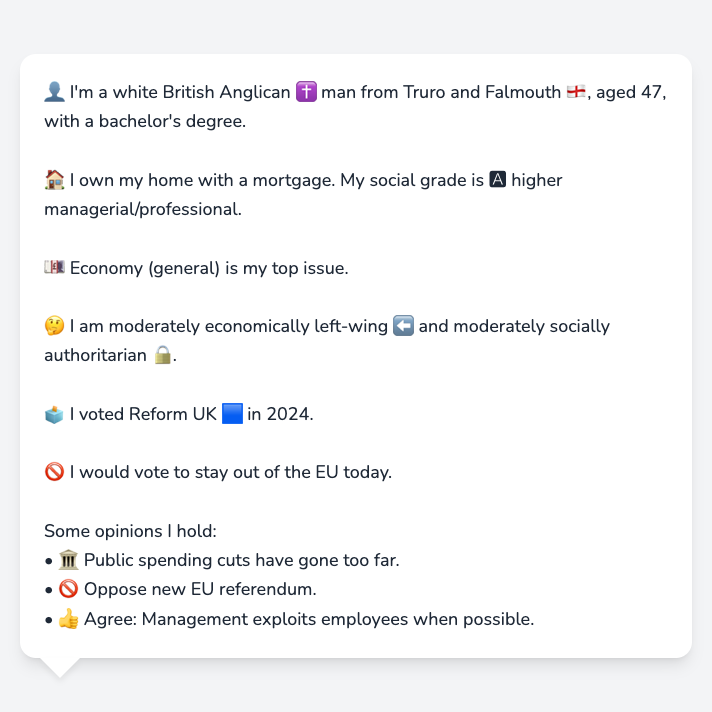 👤 I'm a white British Anglican ✝️ man from Truro and Falmouth 🏴󠁧󠁢󠁥󠁮󠁧󠁿, aged 47,
with a bachelor's degree.
🏠 I own my home with a mortgage. My social grade is 🅰 higher
managerial/professional.
💷 Economy (general) is my top issue.
🤔 I am moderately economically left-wing ⬅️ and moderately socially
authoritarian 🔒.
🗳️ I voted Reform UK 🟦 in 2024.
🚫 I would vote to stay out of the EU today.
Some opinions I hold:
• 🏛️ Public spending cuts have gone too far.
• 🚫 Oppose new EU referendum.
• 👍 Agree: Management exploits employees when possible.